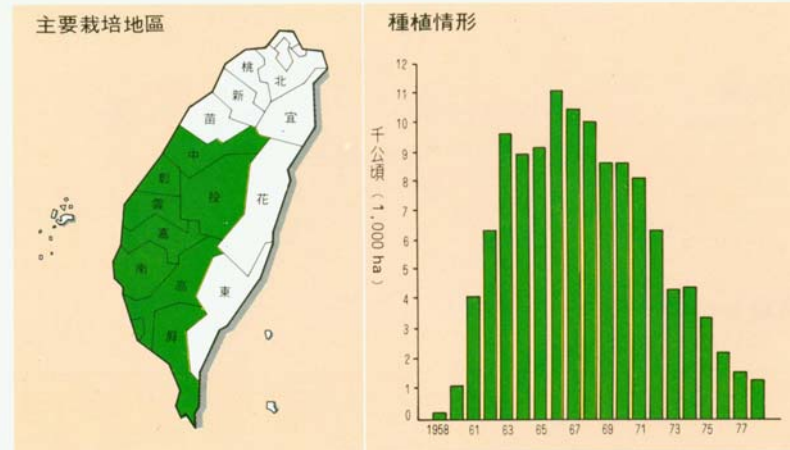 主要栽培地區
桃
北
新
苗
宜
中
彰
投
花
雲
嘉
南
高
東
屏
種植情形
千公頃(1,000 ha)
12
11
10
9
8
7
6
5
4
3
2
1
0
1958 61 63 65 67 69 71 73 75 77